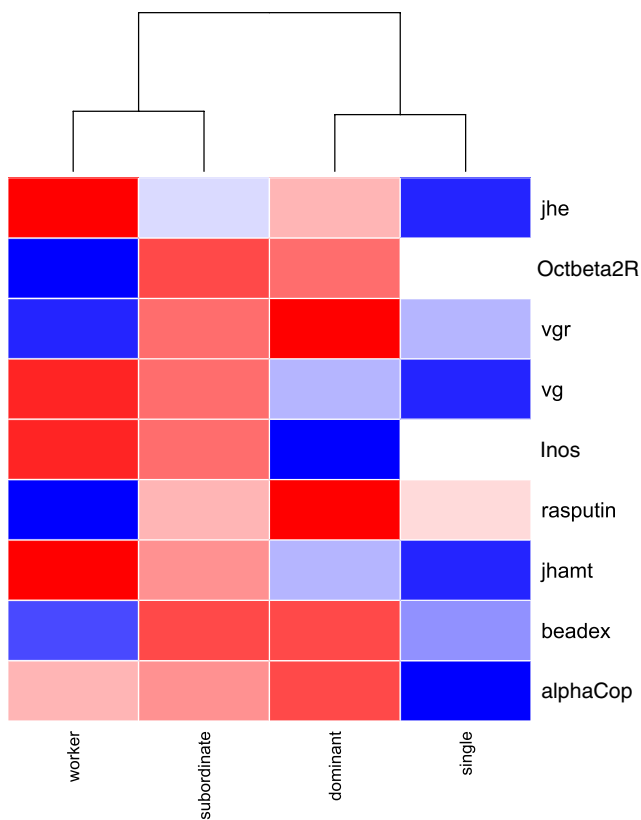 jhe
Octbeta2R
vgr
vg
Inos
rasputin
jhamt
beadex
alphaCop
worker
subordinate
dominant
single